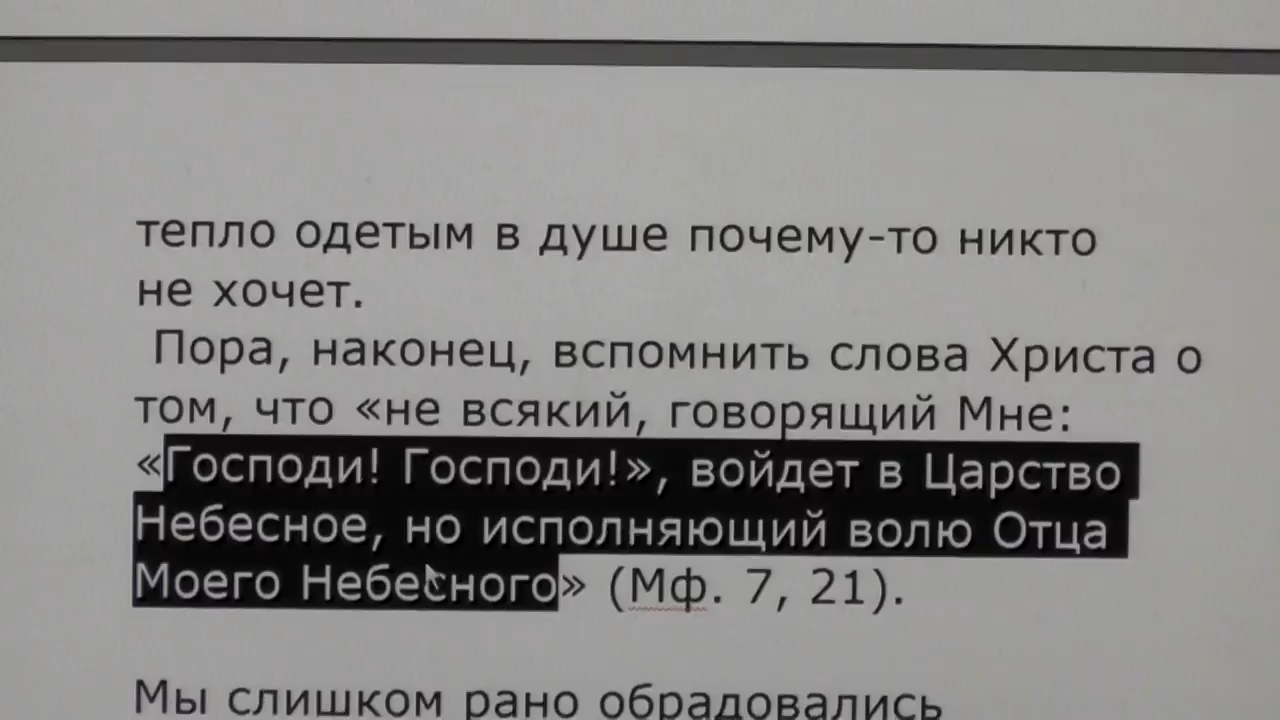 тепло одетым в душе почему-то никто
не хочет.
Пора, наконец, вспомнить слова Христа о
том, что «не всякий, говорящий Мне:
«Господи! Господи!», войдет в Царство
Небесное, но исполняющий волю Отца
Моего Небесного» (Мф. 7, 21).
Мы слишком рано обрадовались